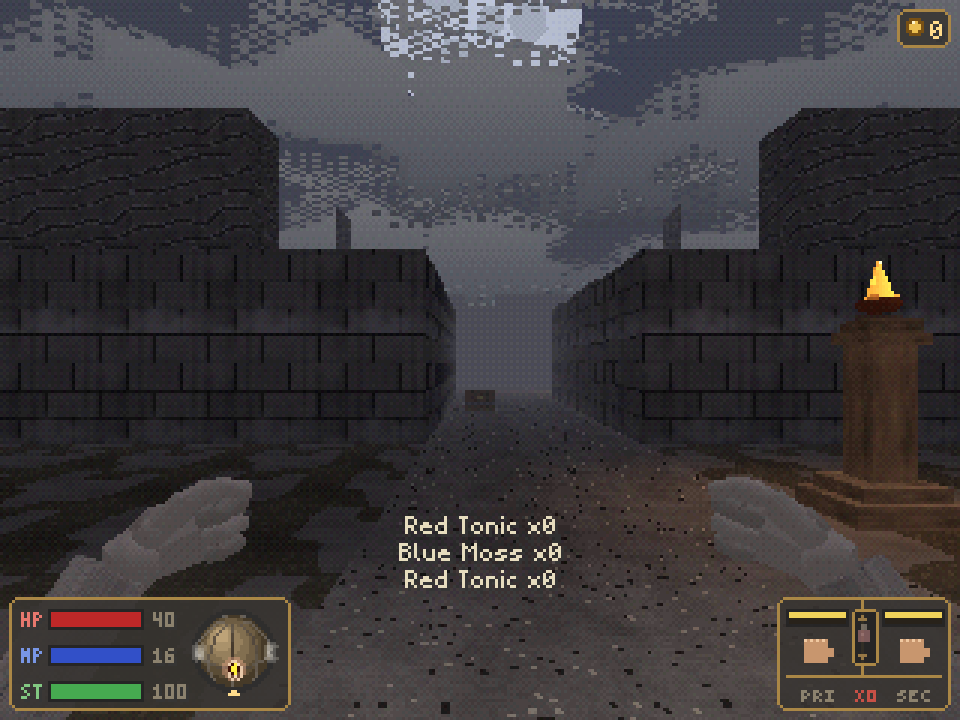 0
Red Tonic x0
Blue Moss x0
Red Tonic x0
HP 40
MP 16
ST 100
PRI X0 SEC